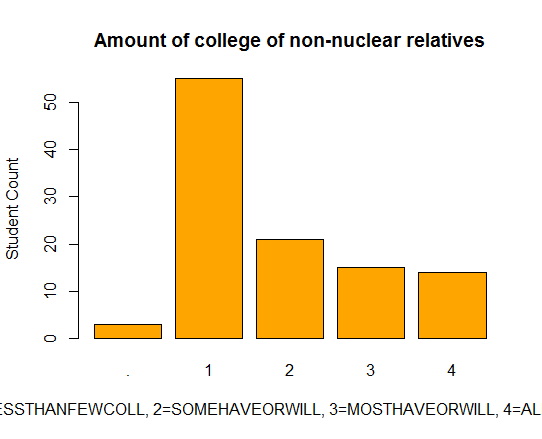 Amount of college of non-nuclear relatives
Student Count
50
40
30
20
10
0
. 1 2 3 4
ESSTHANFEWCOLL, 2=SOMEHAVEORWILL, 3=MOSTHAVEORWILL, 4=AL